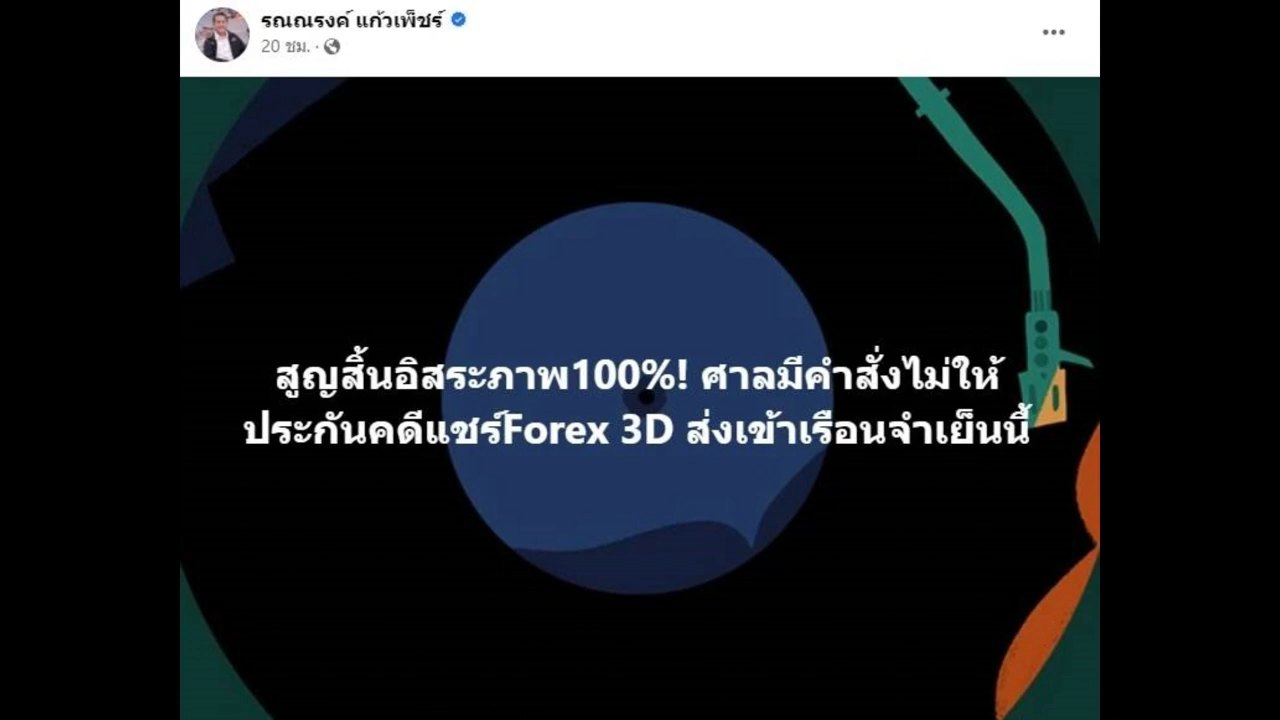 รณณรงค์ แก้วเพ็ชร์
20 ชม. ·
สูญสิ้นอิสระภาพ100%! ศาลมีคำสั่งไม่ให้
ประกันคดีแชร์Forex 3D ส่งเข้าเรือนจำเย็นนี้